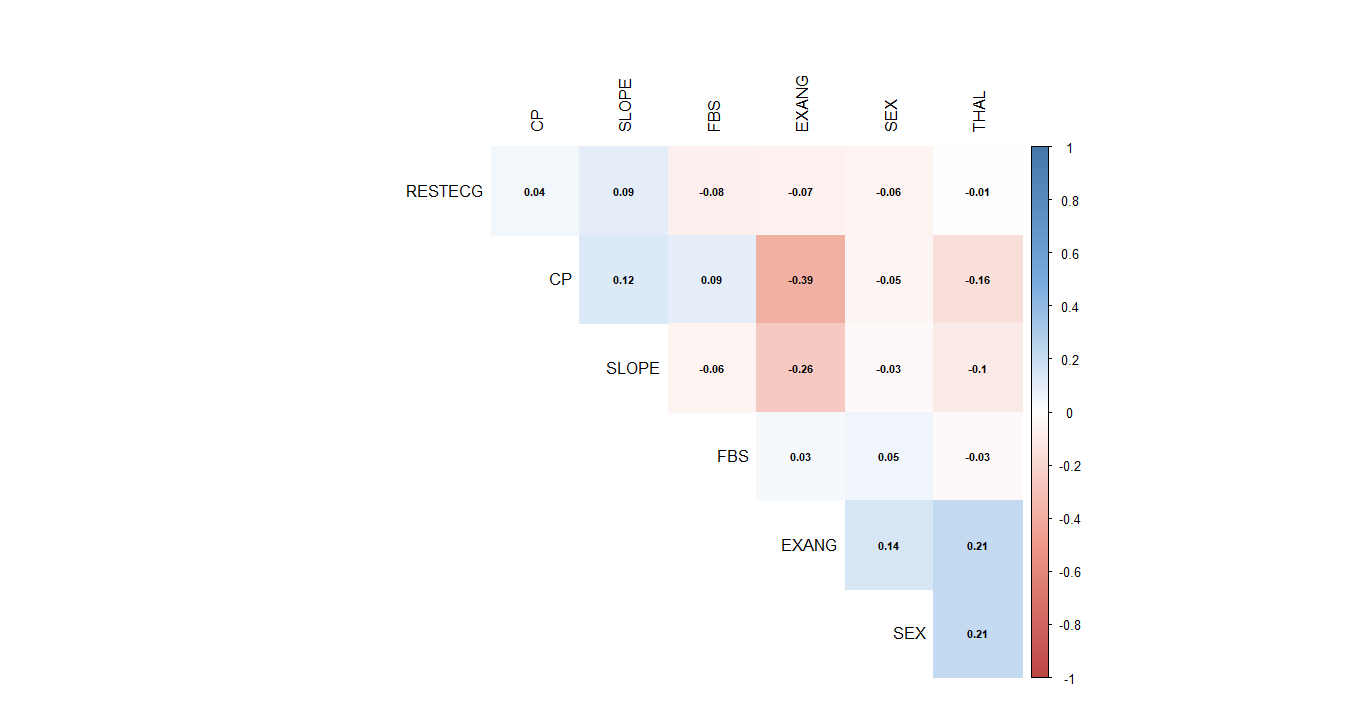 CP SLOPE FBS EXANG SEX THAL
1
RESTECG 0.04 0.09 -0.08 -0.07 -0.06 -0.01
0.8
0.6
CP 0.12 0.09 -0.39 -0.05 -0.16
0.4
0.2
SLOPE -0.06 -0.26 -0.03 -0.1
0
FBS 0.03 0.05 -0.03
-0.2
-0.4
EXANG 0.14 0.21
-0.6
-0.8
SEX 0.21
-1